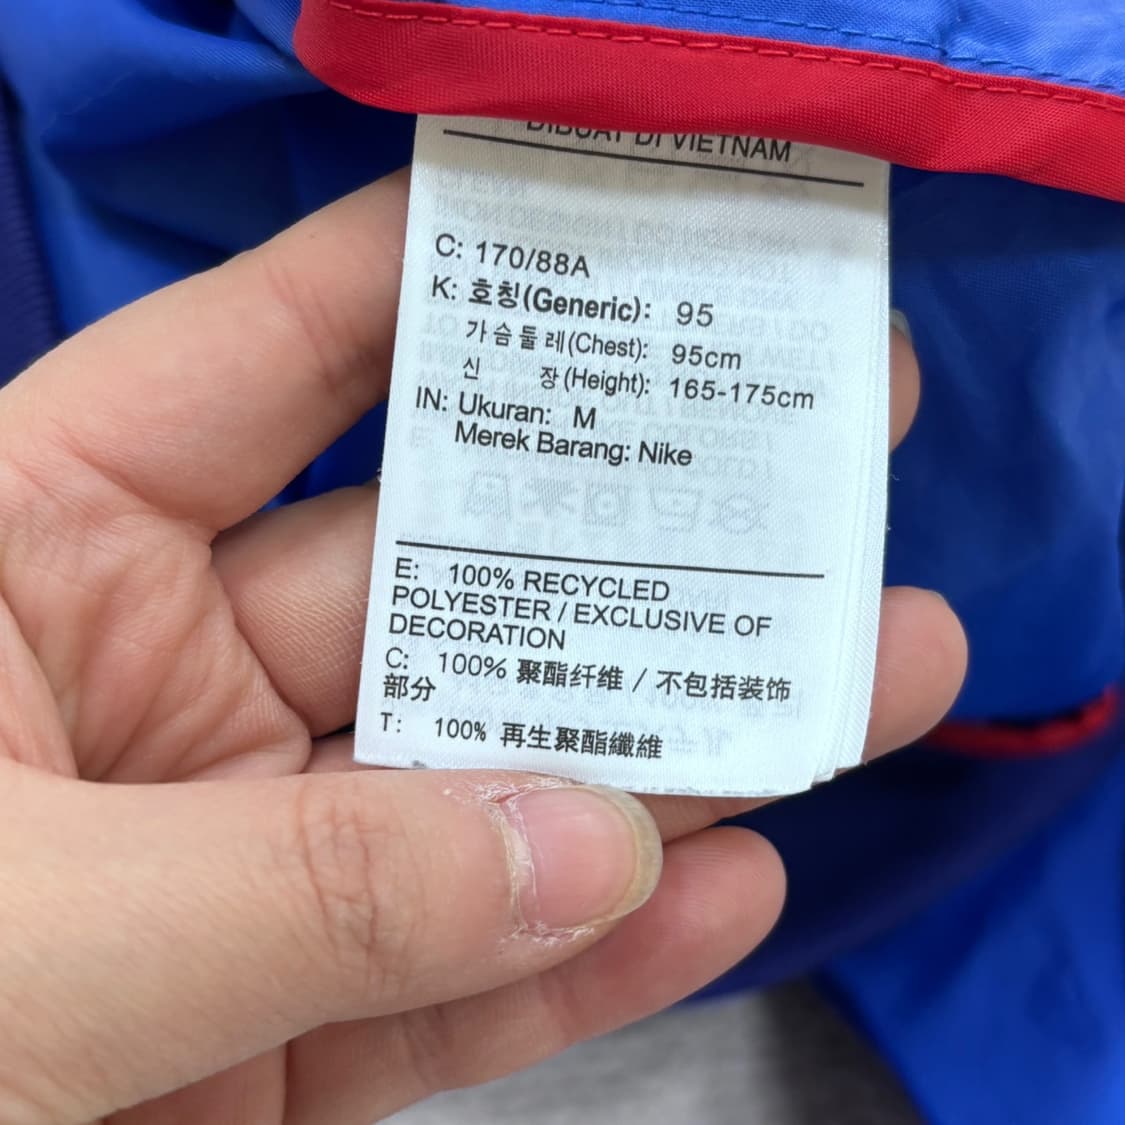 DIBUAT DI VIETNAM
C: 170/88A
K: 호칭(Generic): 95
가슴둘레(Chest): 95cm
신 장(Height): 165-175cm
IN: Ukuran: M
Merek Barang: Nike
E: 100% RECYCLED
POLYESTER / EXCLUSIVE OF
DECORATION
C: 100% 聚酯纤维 / 不包括装饰
部分
T: 100% 再生聚酯纖維